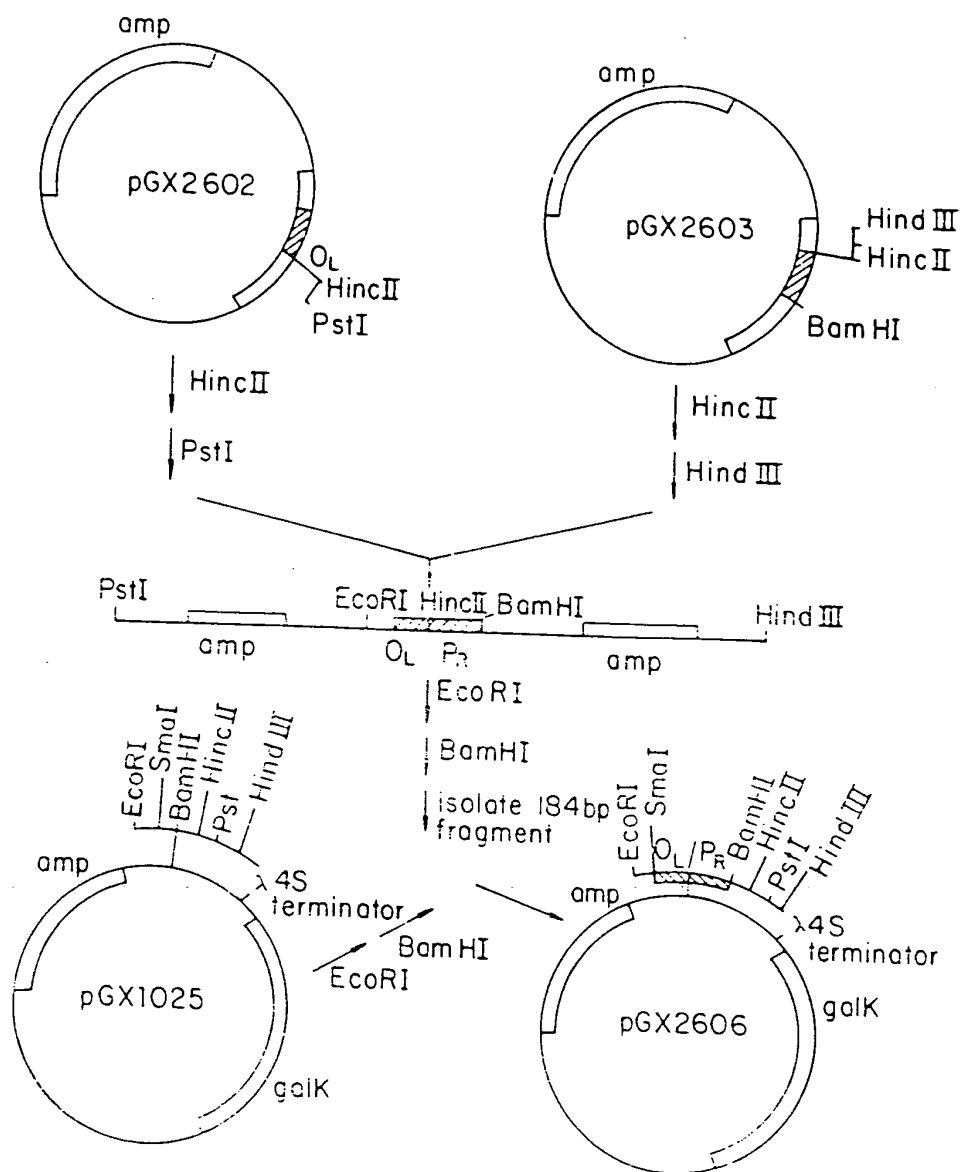 amp
pGX2602
OL
HincII
PstI
amp
pGX2603
Hind III
HincII
Bam HI
HincII
PstI
HincII
Hind III
PstI
EcoRI HincII BamHI
Hind III
amp
OL PR
amp
EcoRI
BamHI
isolate 184bp
fragment
EcoRI
SmaI
BamHI
HincII
Pst
Hind III
amp
λ4S
terminator
pGX1025
galK
EcoRI
Bam HI
EcoRI
SmaI
OL
PR
BamHI
HincII
PstI
Hind III
amp
λ4S
terminator
pGX2606
galK